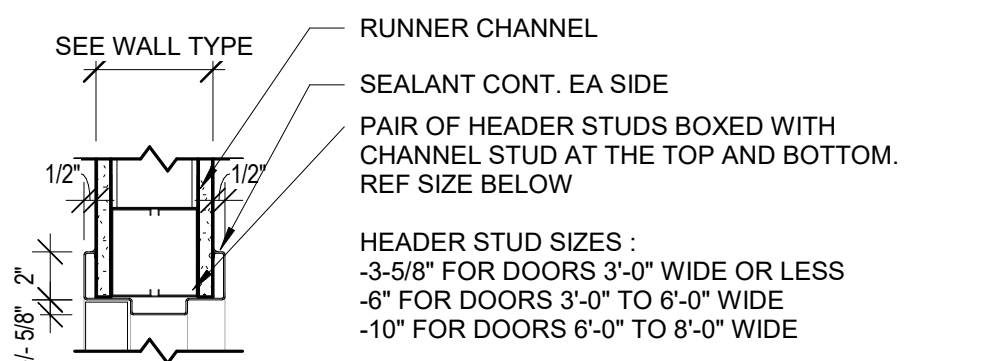 RUNNER CHANNEL
SEE WALL TYPE
SEALANT CONT. EA SIDE
PAIR OF HEADER STUDS BOXED WITH
CHANNEL STUD AT THE TOP AND BOTTOM.
REF SIZE BELOW
1/2"
1/2"
HEADER STUD SIZES :
-3-5/8" FOR DOORS 3'-0" WIDE OR LESS
-6" FOR DOORS 3'-0" TO 6'-0" WIDE
-10" FOR DOORS 6'-0" TO 8'-0" WIDE
2"
/- 5/8"